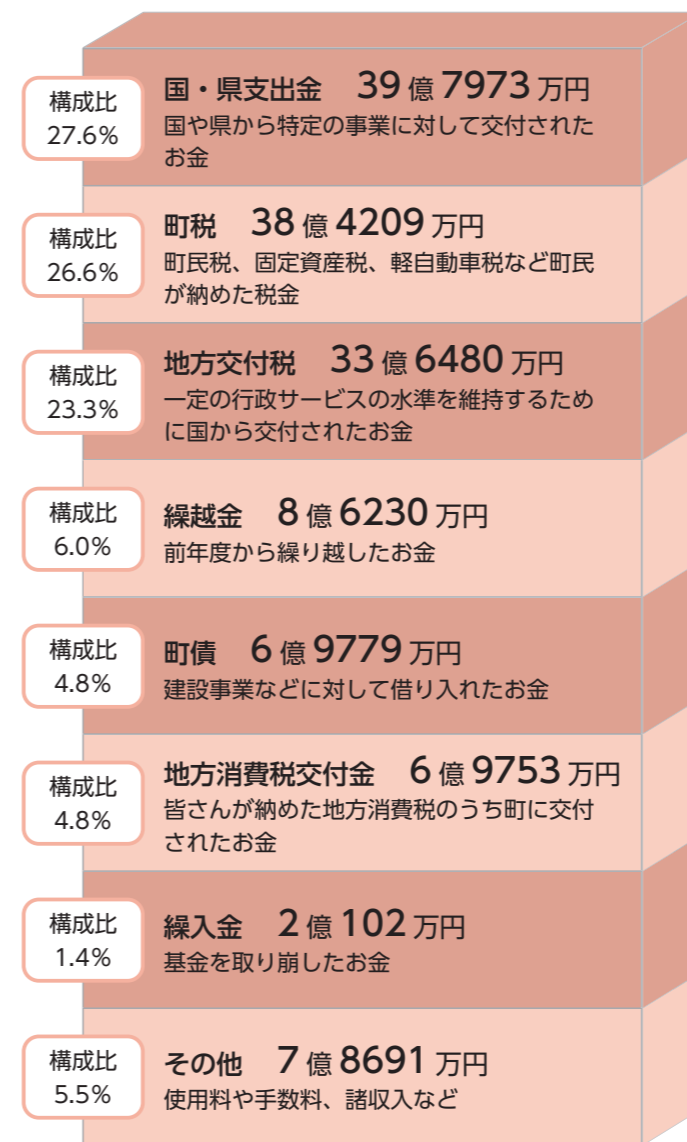 構成比
27.6%
国・県支出金 39億7973万円
国や県から特定の事業に対して交付された
お金
構成比
26.6%
町税 38億4209万円
町民税、固定資産税、軽自動車税など町民
が納めた税金
構成比
23.3%
地方交付税 33億6480万円
一定の行政サービスの水準を維持するため
に国から交付されたお金
構成比
6.0%
繰越金 8億6230万円
前年度から繰り越したお金
構成比
4.8%
町債 6億9779万円
建設事業などに対して借り入れたお金
構成比
4.8%
地方消費税交付金 6億9753万円
皆さんが納めた地方消費税のうち町に交付
されたお金
構成比
1.4%
繰入金 2億102万円
基金を取り崩したお金
構成比
5.5%
その他 7億8691万円
使用料や手数料、諸収入など